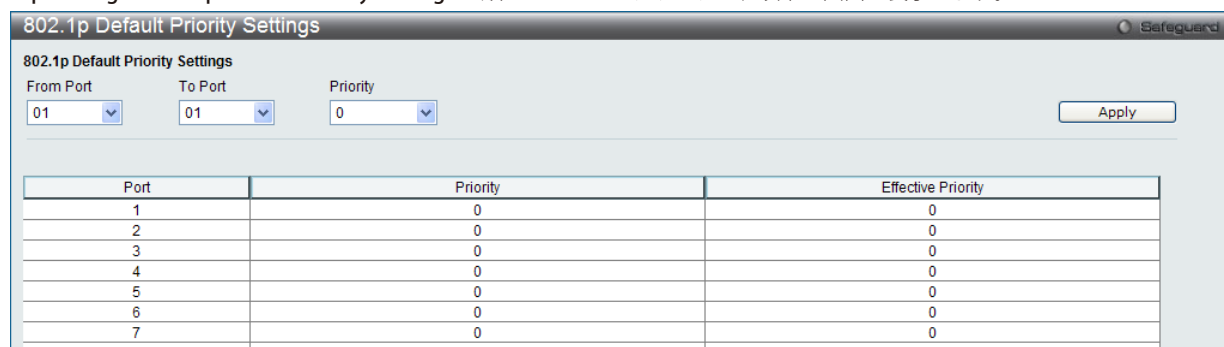 802.1p Default Priority Settings
Safeguard
802.1p Default Priority Settings
From Port To Port Priority
01 01 0 Apply
Port Priority Effective Priority
1 0 0
2 0 0
3 0 0
4 0 0
5 0 0
6 0 0
7 0 0